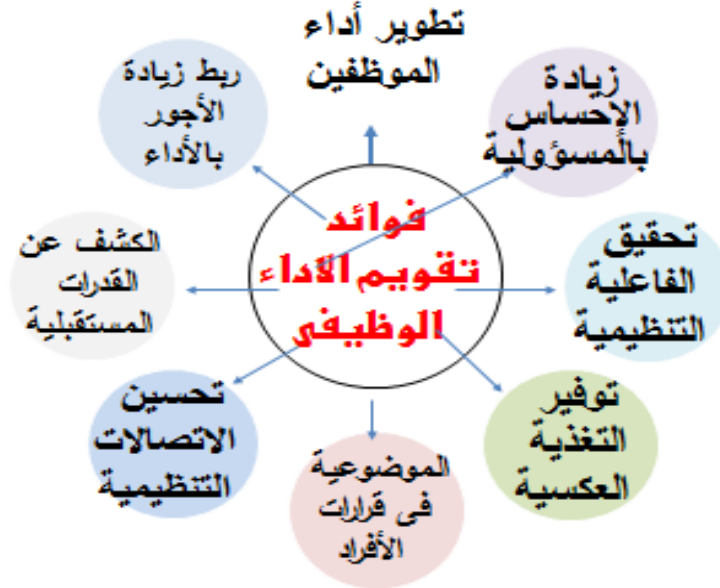 فوائد
تقويم الأداء
الوظيفى
تطوير أداء
الموظفين
زيادة
الإحساس
بالمسؤولية
تحقيق
الفاعلية
التنظيمية
توفير
التغذية
العكسية
الموضوعية
فى قرارات
الأفراد
تحسين
الاتصالات
التنظيمية
الكشف عن
القدرات
المستقبلية
ربط زيادة
الأجور
بالأداء